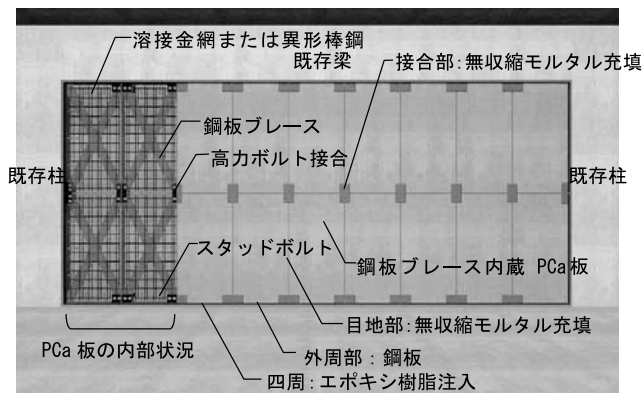 溶接金網または異形棒鋼
既存梁
接合部:無収縮モルタル充填
鋼板ブレース
高力ボルト接合
既存柱
既存柱
スタッドボルト
鋼板ブレース内蔵 PCa板
目地部:無収縮モルタル充填
PCa 板の内部状況
外周部:鋼板
四周:エポキシ樹脂注入